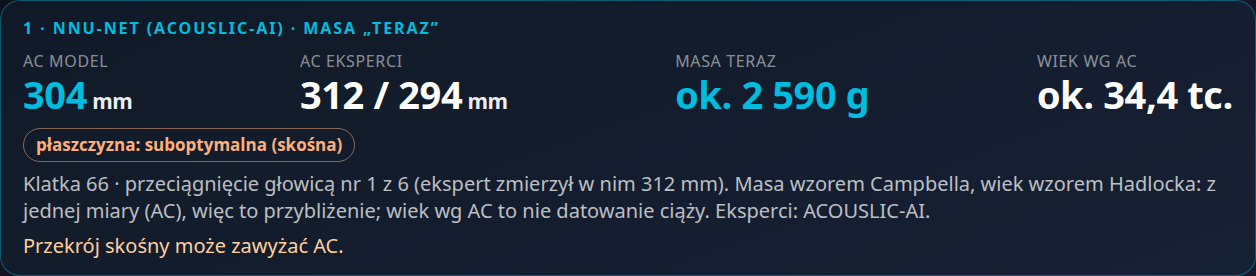 1 · NNU-NET (ACOUSLIC-AI) · MASA „TERAZ”
AC MODEL
304 mm
AC EKSPERCI
312 / 294 mm
MASA TERAZ
ok. 2 590 g
WIEK WG AC
ok. 34,4 tc.
płaszczyzna: suboptymalna (skośna)
Klatka 66 · przeciągnięcie głowicą nr 1 z 6 (ekspert zmierzył w nim 312 mm). Masa wzorem Campbella, wiek wzorem Hadlocka: z
jednej miary (AC), więc to przybliżenie; wiek wg AC to nie datowanie ciąży. Eksperci: ACOUSLIC-AI.
Przekrój skośny może zawyżać AC.